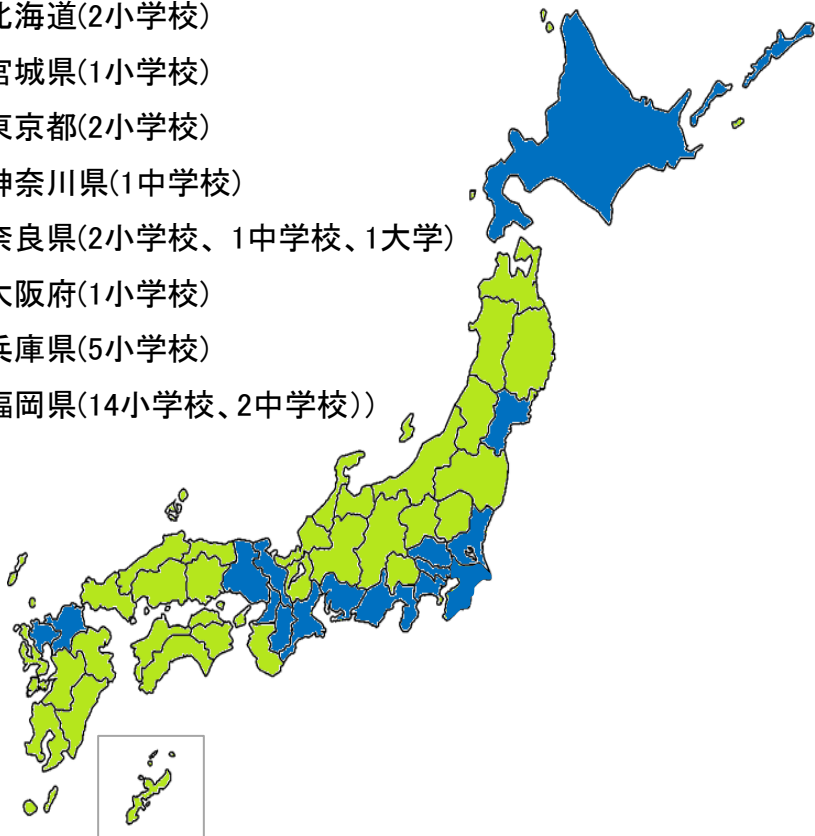 北海道(2小学校)
宮城県(1小学校)
東京都(2小学校)
神奈川県(1中学校)
奈良県(2小学校、1中学校、1大学)
大阪府(1小学校)
兵庫県(5小学校)
福岡県(14小学校、2中学校))